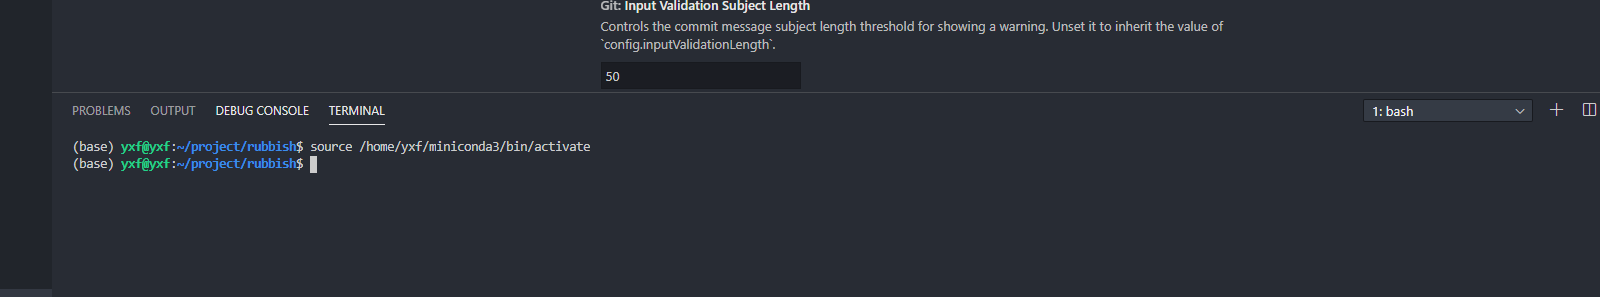 Git: Input Validation Subject Length
Controls the commit message subject length threshold for showing a warning. Unset it to inherit the value of
`config.inputValidationLength`.
50
PROBLEMS OUTPUT DEBUG CONSOLE TERMINAL 1: bash
(base) yxf@yxf:~/project/rubbish$ source /home/yxf/miniconda3/bin/activate
(base) yxf@yxf:~/project/rubbish$